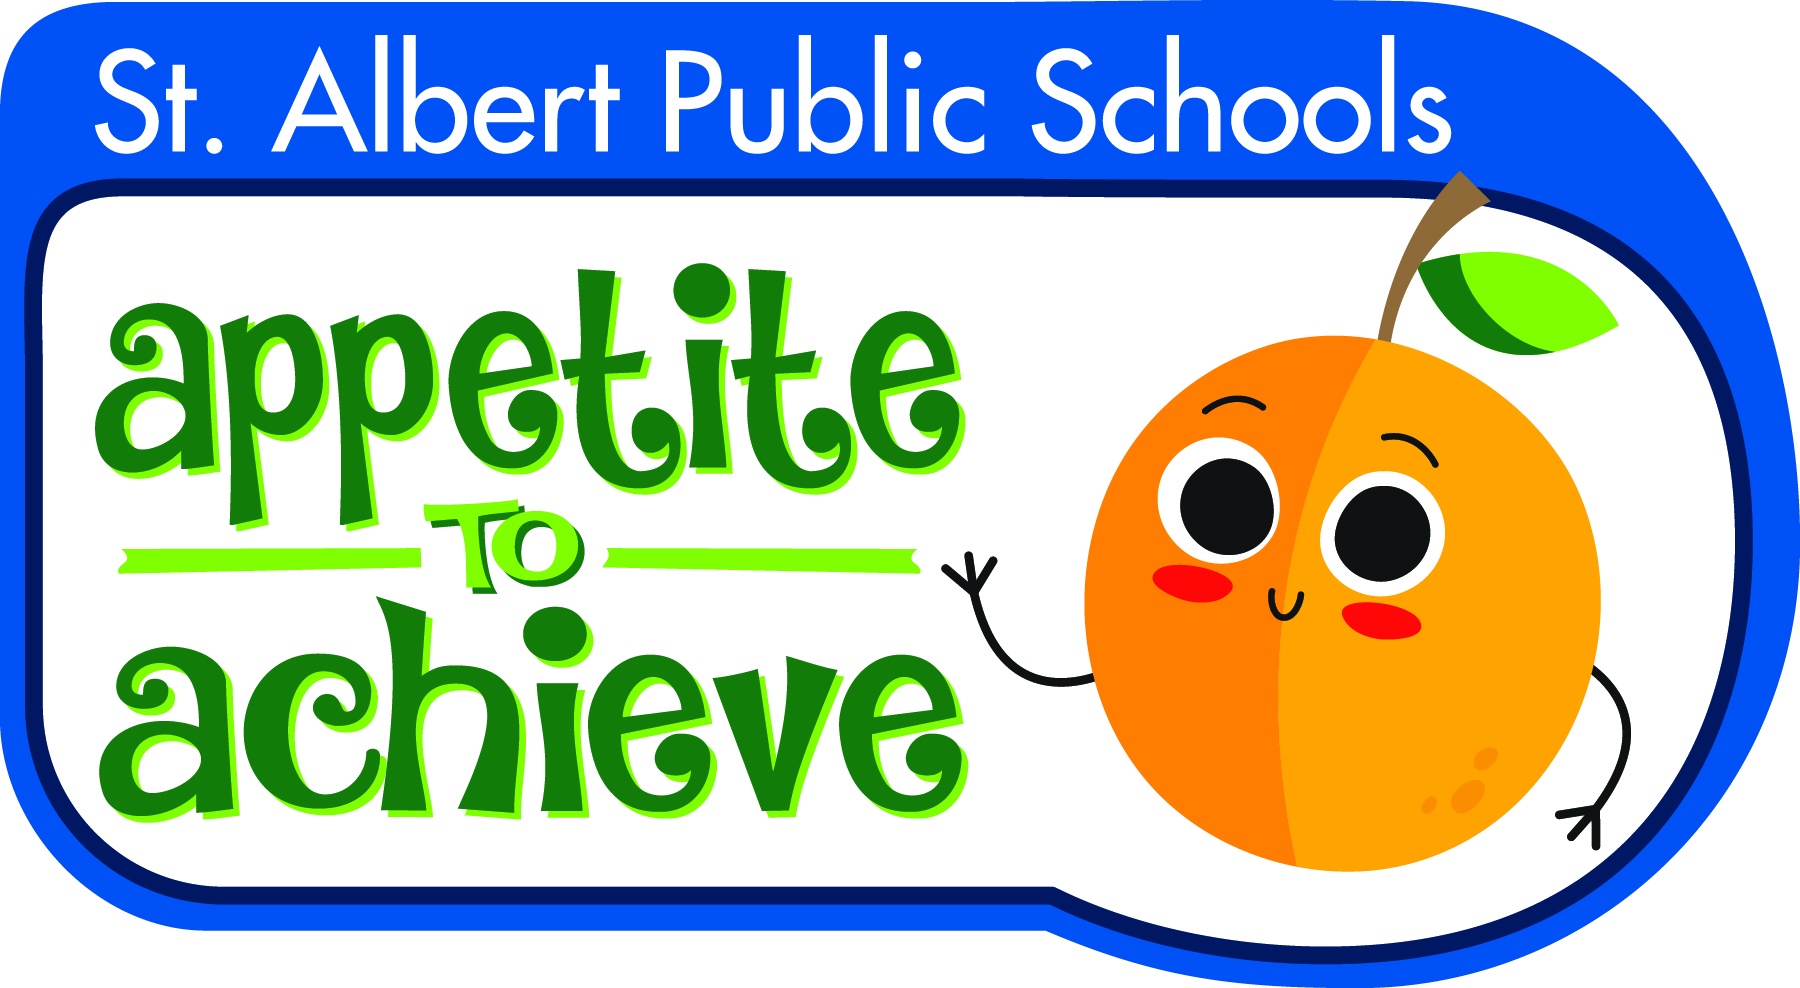 St. Albert Public Schools
appetite
TO
achieve